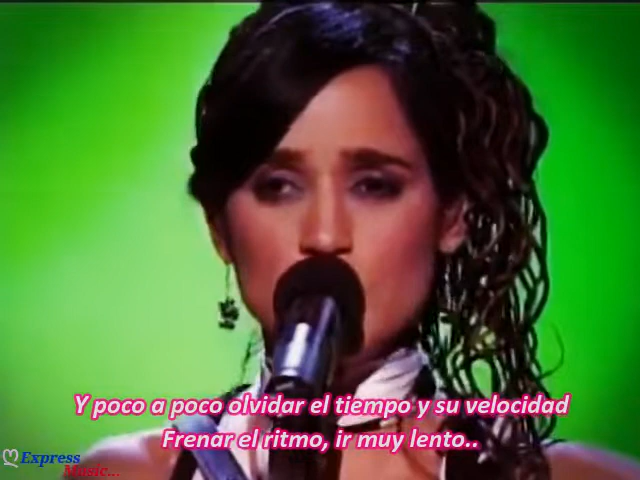 Y poco a poco olvidar el tiempo y su velocidad
Frenar el ritmo, ir muy lento..
Express
Music...